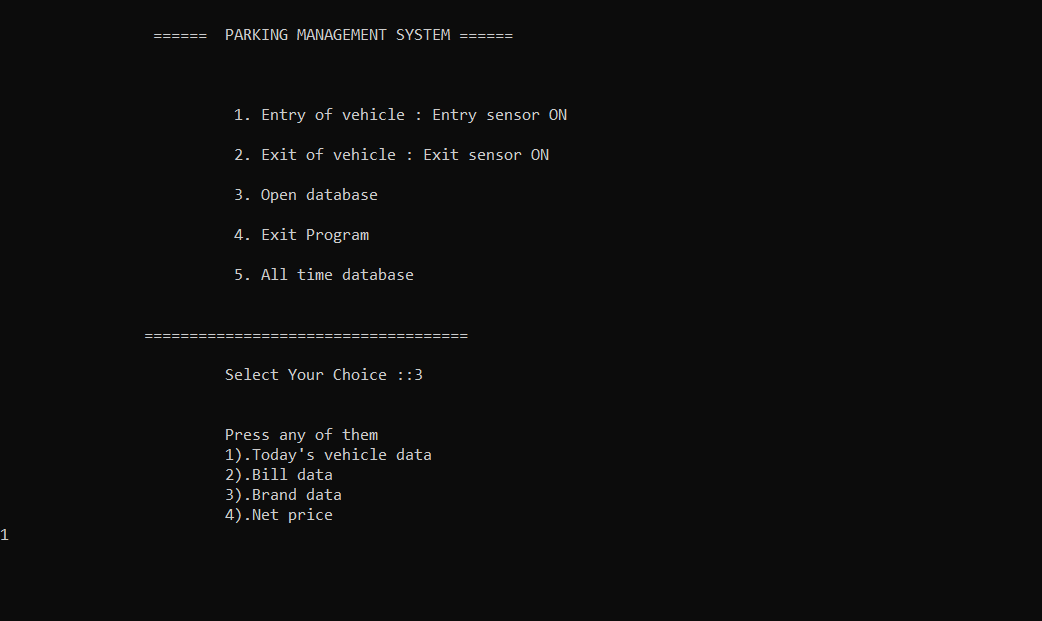 ====== PARKING MANAGEMENT SYSTEM ======
1. Entry of vehicle : Entry sensor ON
2. Exit of vehicle : Exit sensor ON
3. Open database
4. Exit Program
5. All time database
====================================
Select Your Choice ::3
Press any of them
1).Today's vehicle data
2).Bill data
3).Brand data
4).Net price
1